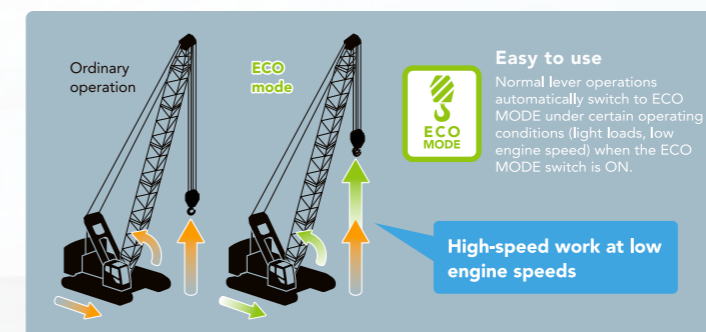 Ordinary
operation
ECO
mode
ECO
MODE
Easy to use
Normal lever operations
automatically switch to ECO
MODE under certain operating
conditions (light loads, low
engine speed) when the ECO
MODE switch is ON.
High-speed work at low
engine speeds